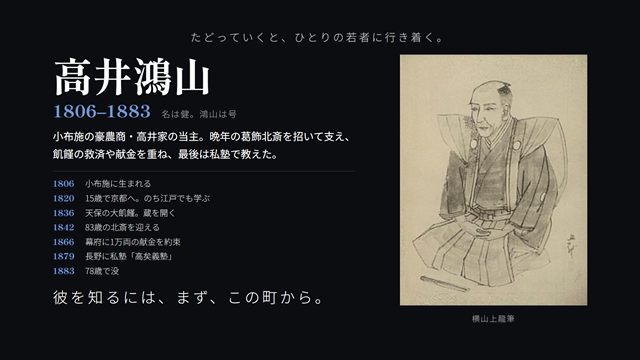 たどっていくと、ひとりの若者に行き着く。
高井鴻山
1806–1883 名は健。鴻山は号
小布施の豪農商・高井家の当主。晩年の葛飾北斎を招いて支え、
飢饉の救済や献金を重ね、最後は私塾で教えた。
1806 小布施に生まれる
1820 15歳で京都へ。のち江戸でも学ぶ
1836 天保の大飢饉。蔵を開く
1842 83歳の北斎を迎える
1866 幕府に1万両の献金を約束
1879 長野に私塾「高矣義塾」
1883 78歳で没
彼を知るには、まず、この町から。
横山上龍筆